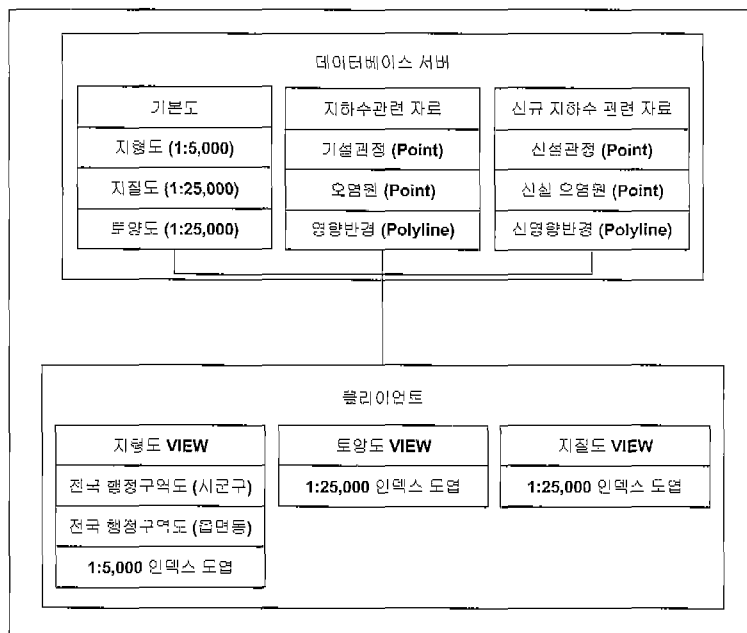 데이터베이스 서버
기본도
지형도 (1:5,000)
지질도 (1:25,000)
토양도 (1:25,000)
지하수관련 자료
기설관정 (Point)
오염원 (Point)
영향반경 (Polyline)
신규 지하수 관련 자료
신설관정 (Point)
신설 오염원 (Point)
신영향반경 (Polyline)
클리이언트
지형도 VIEW
전국 행정구역도 (시군구)
전국 행정구역도 (읍면동)
1:5,000 인덱스 도엽
토양도 VIEW
1:25,000 인덱스 도엽
지질도 VIEW
1:25,000 인덱스 도엽